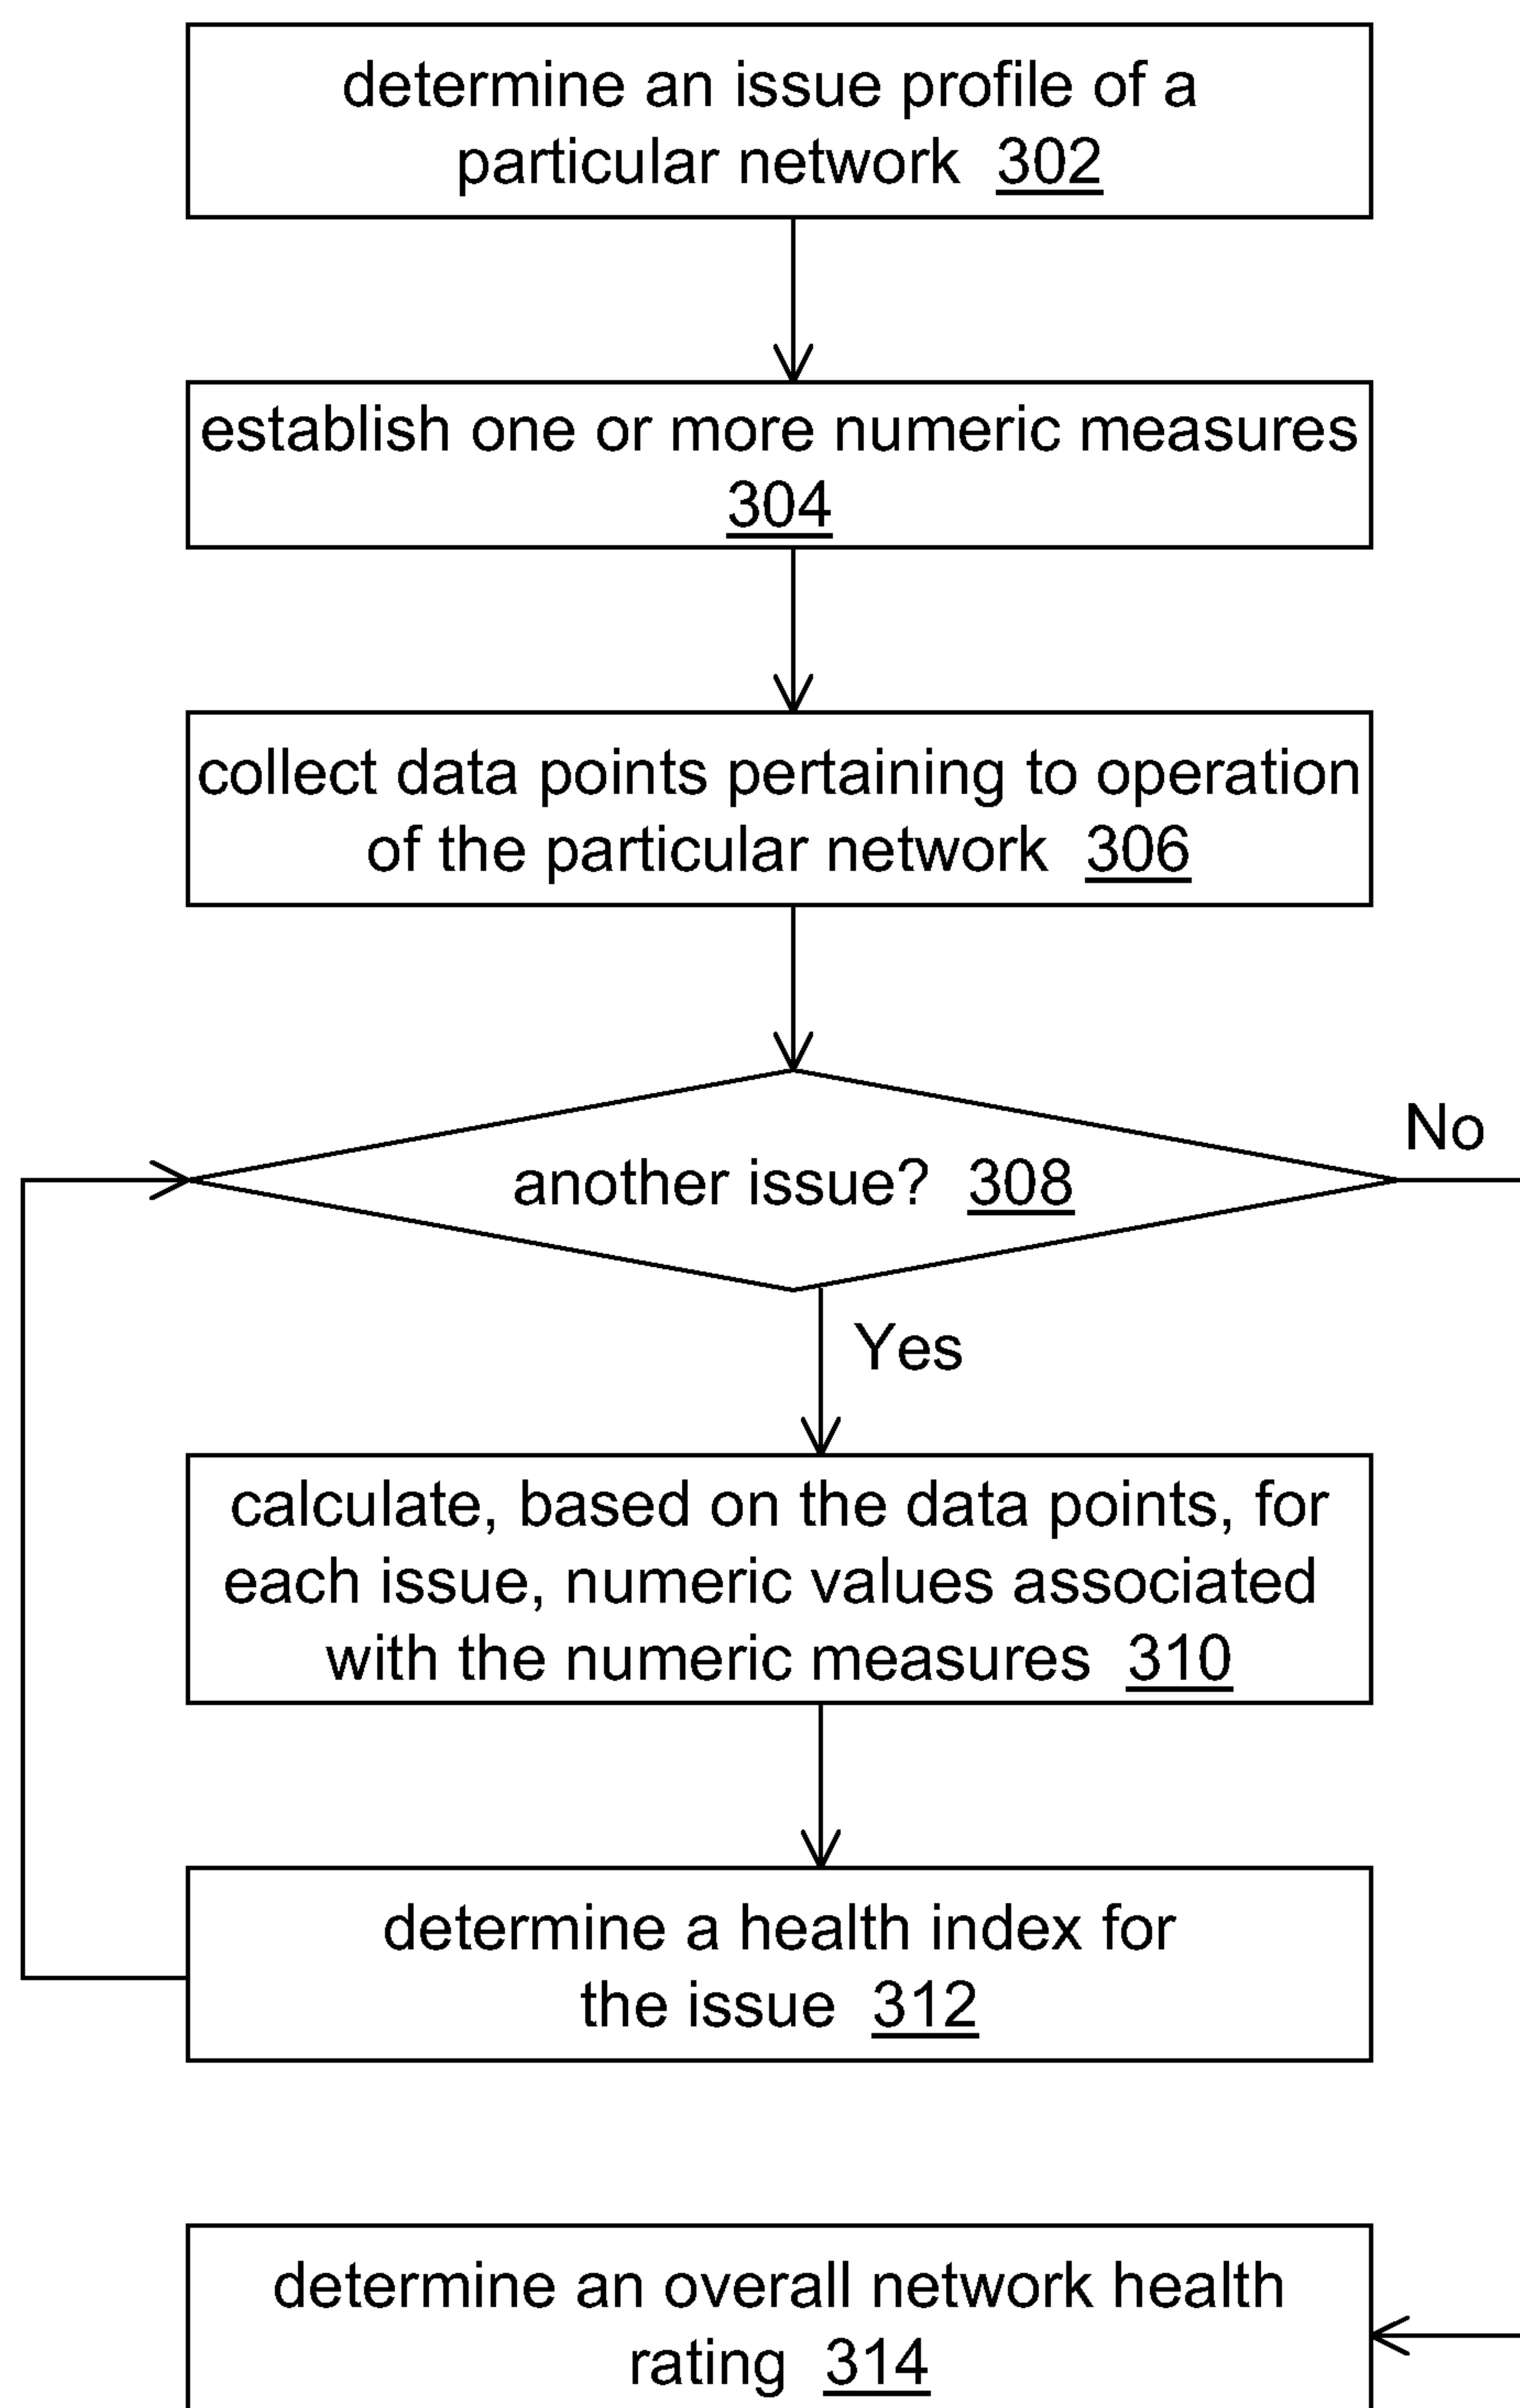 determine an issue profile of a
particular network 302
establish one or more numeric measures
304
collect data points pertaining to operation
of the particular network 306
another issue? 308
No
Yes
calculate, based on the data points, for
each issue, numeric values associated
with the numeric measures 310
determine a health index for
the issue 312
determine an overall network health
rating 314